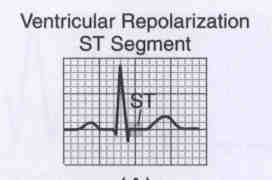 Ventricular Repolarization
ST Segment
ST